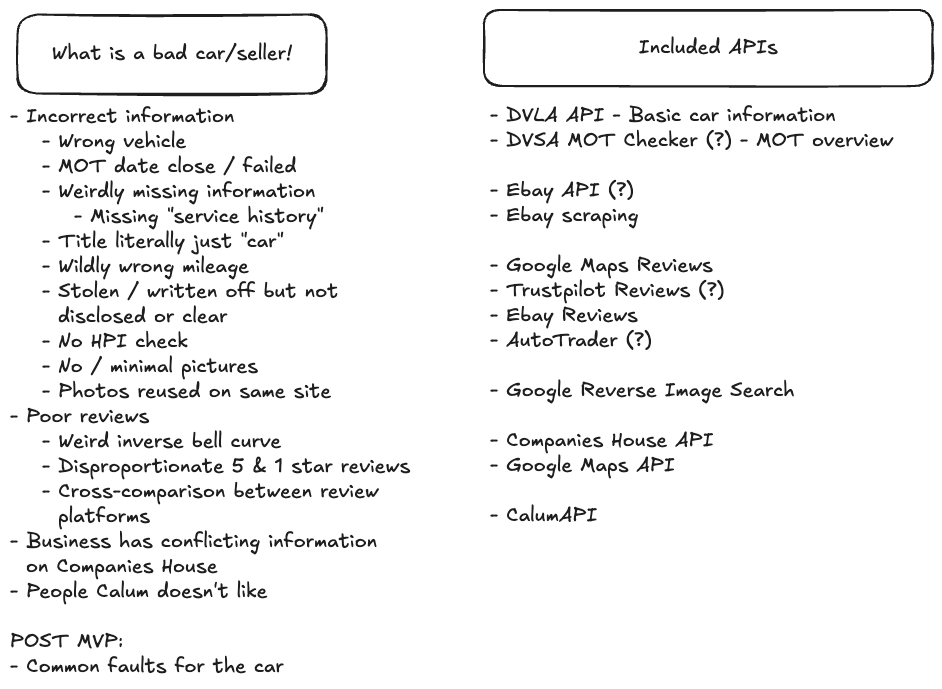 What is a bad car/seller!
- Incorrect information
- Wrong vehicle
- MOT date close / failed
- Weirdly missing information
- Missing "service history"
- Title literally just "car"
- Wildly wrong mileage
- Stolen / written off but not
disclosed or clear
- No HPI check
- No / minimal pictures
- Photos reused on same site
- Poor reviews
- Weird inverse bell curve
- Disproportionate 5 & 1 star reviews
- Cross-comparison between review
platforms
- Business has conflicting information
on Companies House
- People Calum doesn't like
POST MVP:
- Common faults for the car
Included APIs
- DVLA API - Basic car information
- DVSA MOT Checker (?) - MOT overview
- Ebay API (?)
- Ebay scraping
- Google Maps Reviews
- Trustpilot Reviews (?)
- Ebay Reviews
- AutoTrader (?)
- Google Reverse Image Search
- Companies House API
- Google Maps API
- CalumAPI